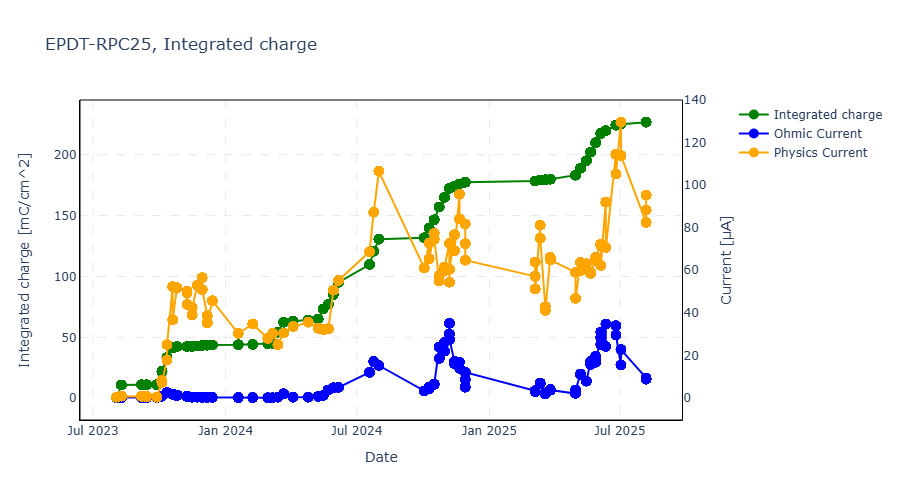 EPDT-RPC25, Integrated charge
Integrated charge [mC/cm^2]
200
150
100
50
0
140
120
100
80
60
40
20
0
Current [μA]
Jul 2023
Jan 2024
Jul 2024
Jan 2025
Jul 2025
Date
Integrated charge
Ohmic Current
Physics Current